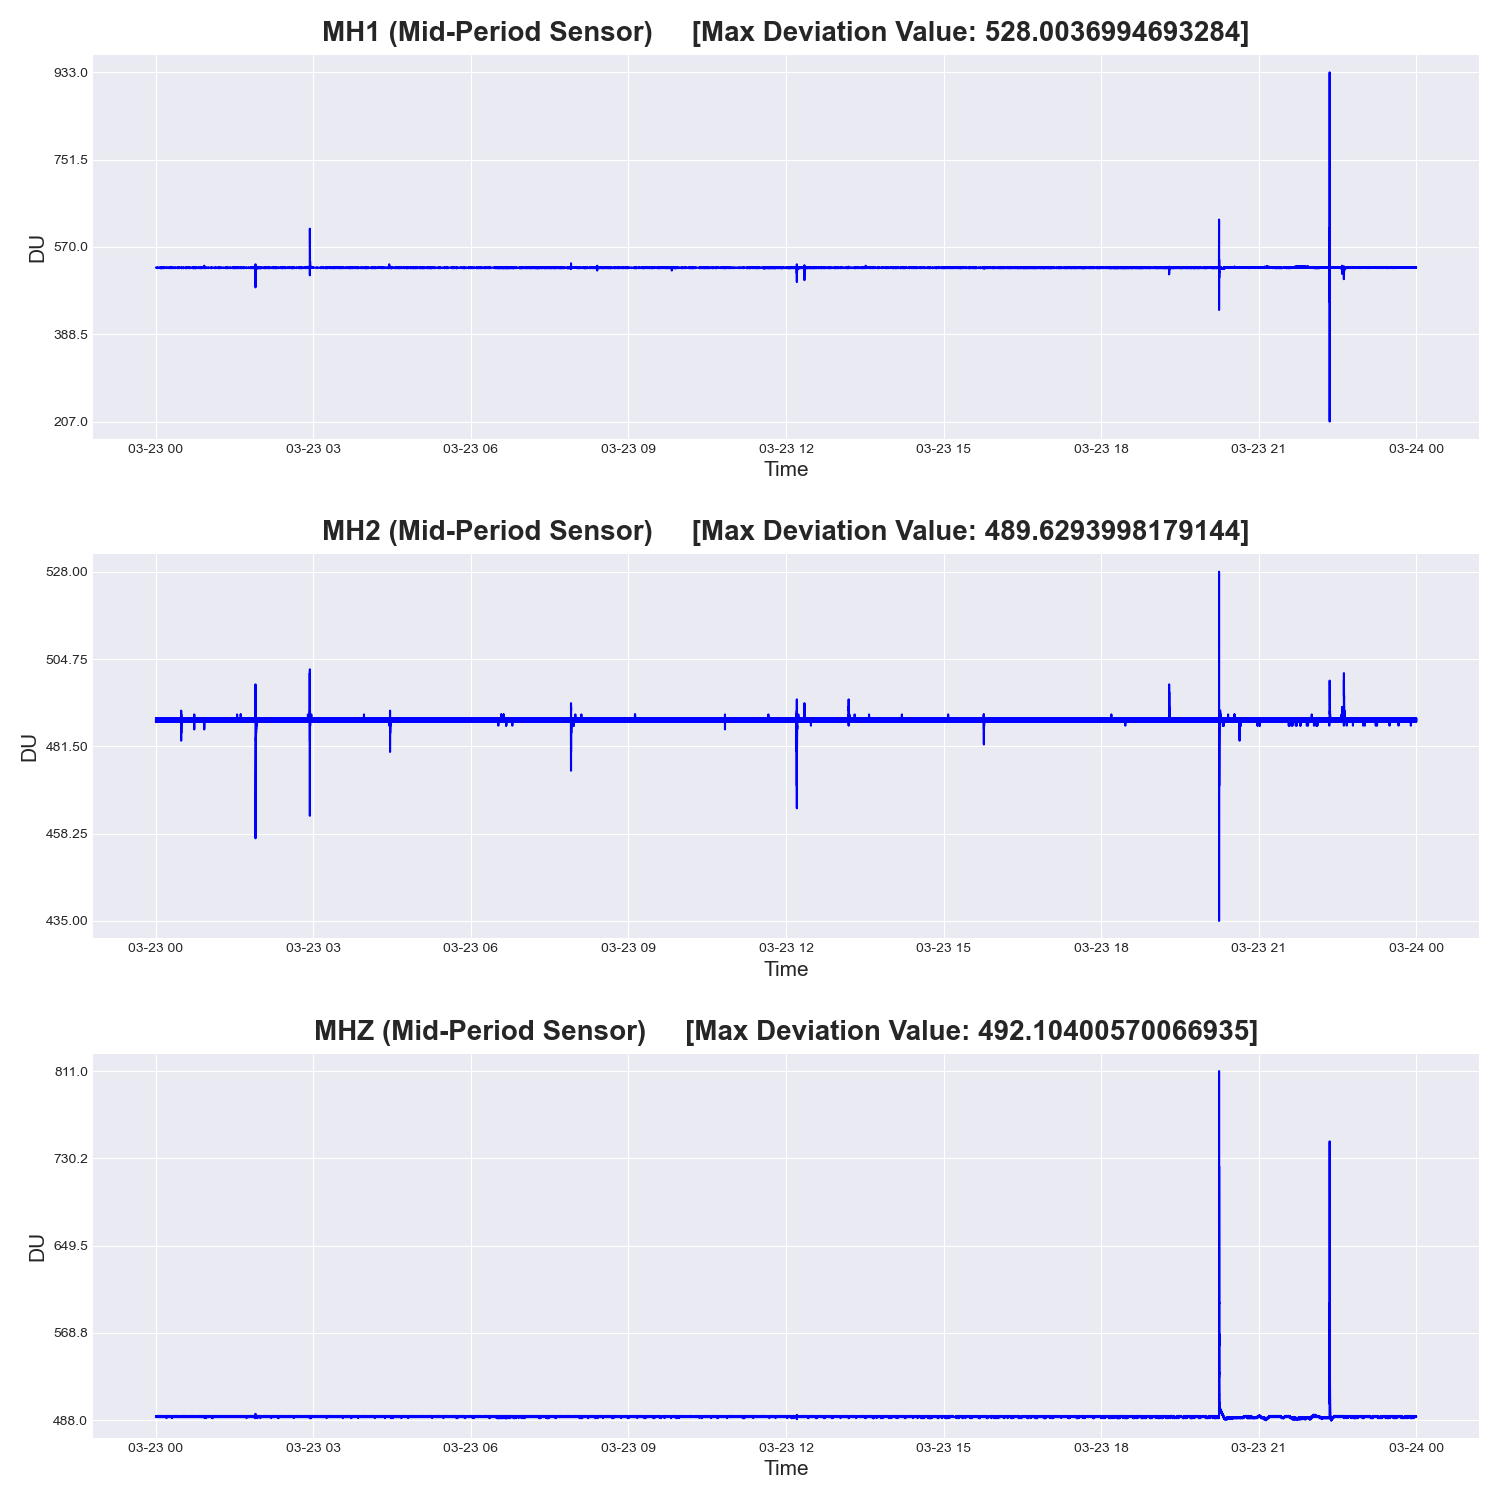 MH1 (Mid-Period Sensor) [Max Deviation Value: 528.0036994693284]
933.0
751.5
570.0
388.5
207.0
DU
03-23 00 03-23 03 03-23 06 03-23 09 03-23 12 03-23 15 03-23 18 03-23 21 03-24 00
Time
MH2 (Mid-Period Sensor) [Max Deviation Value: 489.6293998179144]
528.00
504.75
481.50
458.25
435.00
DU
03-23 00 03-23 03 03-23 06 03-23 09 03-23 12 03-23 15 03-23 18 03-23 21 03-24 00
Time
MHZ (Mid-Period Sensor) [Max Deviation Value: 492.10400570066935]
811.0
730.2
649.5
568.8
488.0
DU
03-23 00 03-23 03 03-23 06 03-23 09 03-23 12 03-23 15 03-23 18 03-23 21 03-24 00
Time